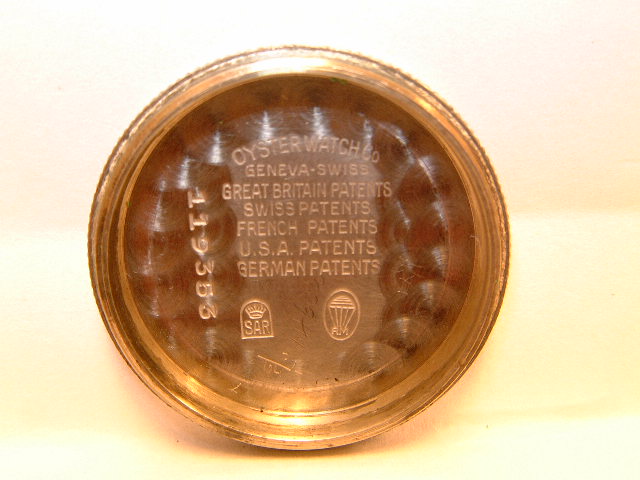 OYSTER WATCH Co
GENEVA-SWISS
GREAT BRITAIN PATENTS
SWISS PATENTS
FRENCH PATENTS
U.S.A. PATENTS
GERMAN PATENTS
119353
SAR
A.M.